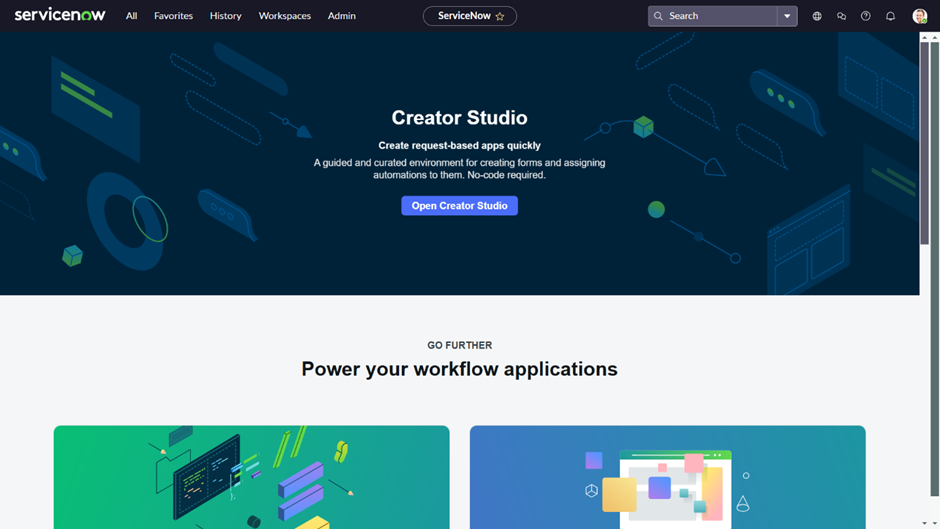 servicenow All Favorites History Workspaces Admin ServiceNow Search
Creator Studio
Create request-based apps quickly
A guided and curated environment for creating forms and assigning
automations to them. No-code required.
Open Creator Studio
GO FURTHER
Power your workflow applications